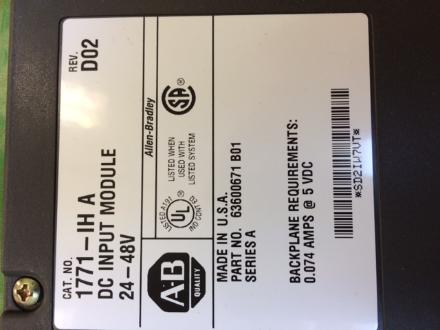 CAT. NO.
1771-IH A
REV.
D02
DC INPUT MODULE
24-48V
LISTED A191
UL
IND CONT EQ
LISTED WHEN
USED WITH
LISTED SYSTEM
Allen-Bradley
SA
AB
QUALITY
MADE IN U.S.A.
PART NO. 63600671 B01
SERIES A
BACKPLANE REQUIREMENTS:
0.074 AMPS @ 5 VDC